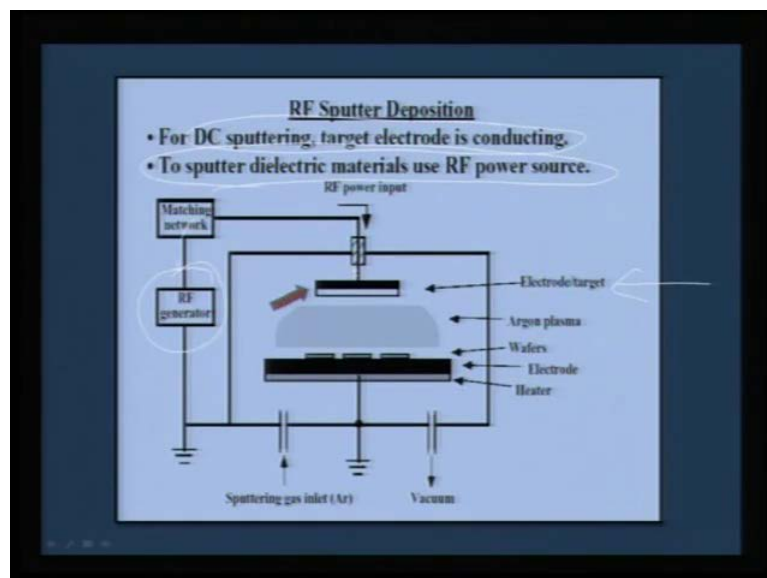 RF Sputter Deposition
• For DC sputtering, target electrode is conducting.
• To sputter dielectric materials use RF power source.
RF power input
Matching
network
Electrode/target
RF
generator
Argon plasma
Wafers
Electrode
Heater
Sputtering gas inlet (Ar)
Vacuum